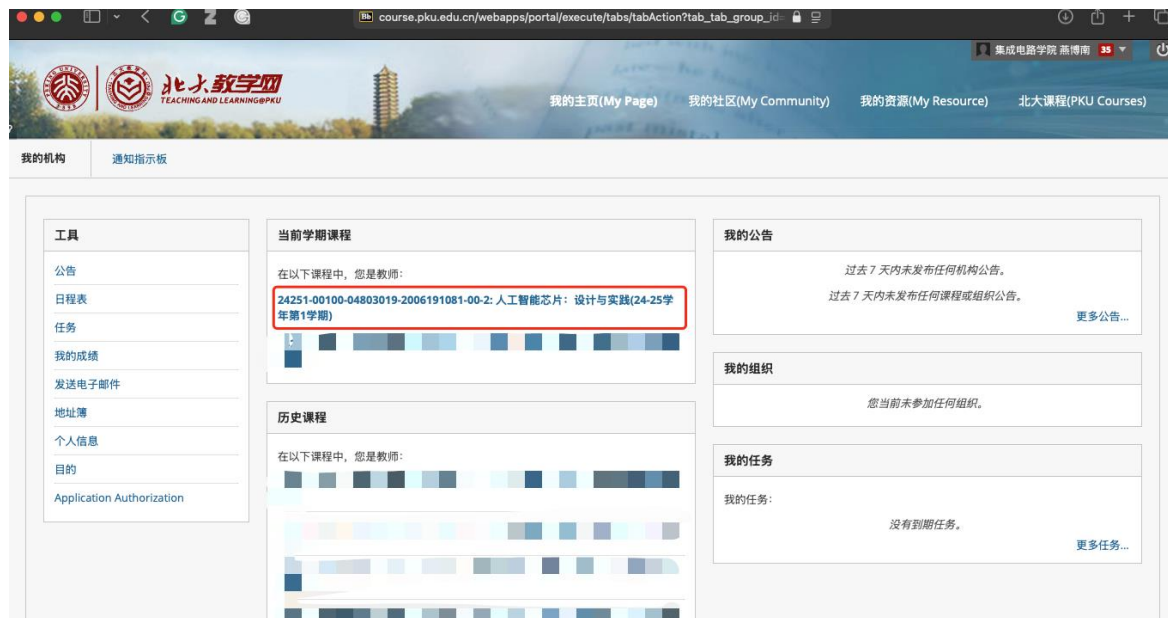 course.pku.edu.cn/webapps/portal/execute/tabs/tabAction?tab_tab_group_id=
集成电路学院 燕博南 35
北大教学网
TEACHING AND LEARNING@PKU
我的主页(My Page)
我的社区(My Community)
我的资源(My Resource)
北大课程(PKU Courses)
我的机构
通知指示板
工具
公告
日程表
任务
我的成绩
发送电子邮件
地址簿
个人信息
目的
Application Authorization
当前学期课程
在以下课程中，您是教师：
24251-00100-04803019-2006191081-00-2: 人工智能芯片：设计与实践(24-25学
年第1学期)
历史课程
在以下课程中，您是教师：
我的公告
过去 7 天内未发布任何机构公告。
过去 7 天内未发布任何课程或组织公告。
更多公告...
我的组织
您当前未参加任何组织。
我的任务
我的任务：
没有到期任务。
更多任务...